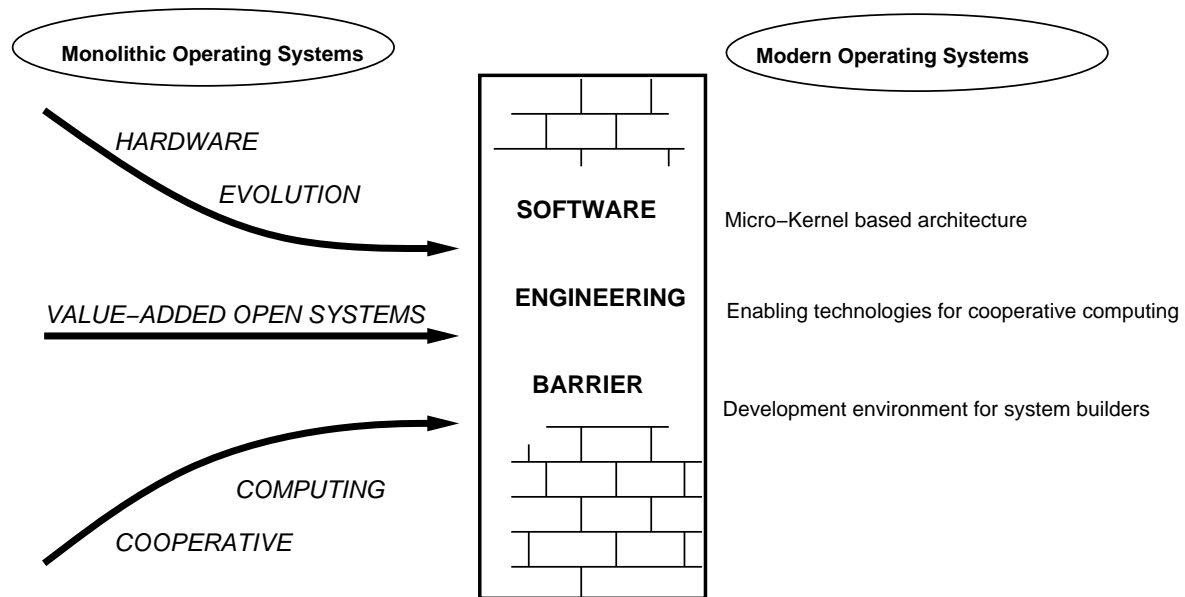 Monolithic Operating Systems
Modern Operating Systems
HARDWARE
EVOLUTION
VALUE−ADDED OPEN SYSTEMS
COMPUTING
COOPERATIVE
SOFTWARE
ENGINEERING
BARRIER
Micro−Kernel based architecture
Enabling technologies for cooperative computing
Development environment for system builders